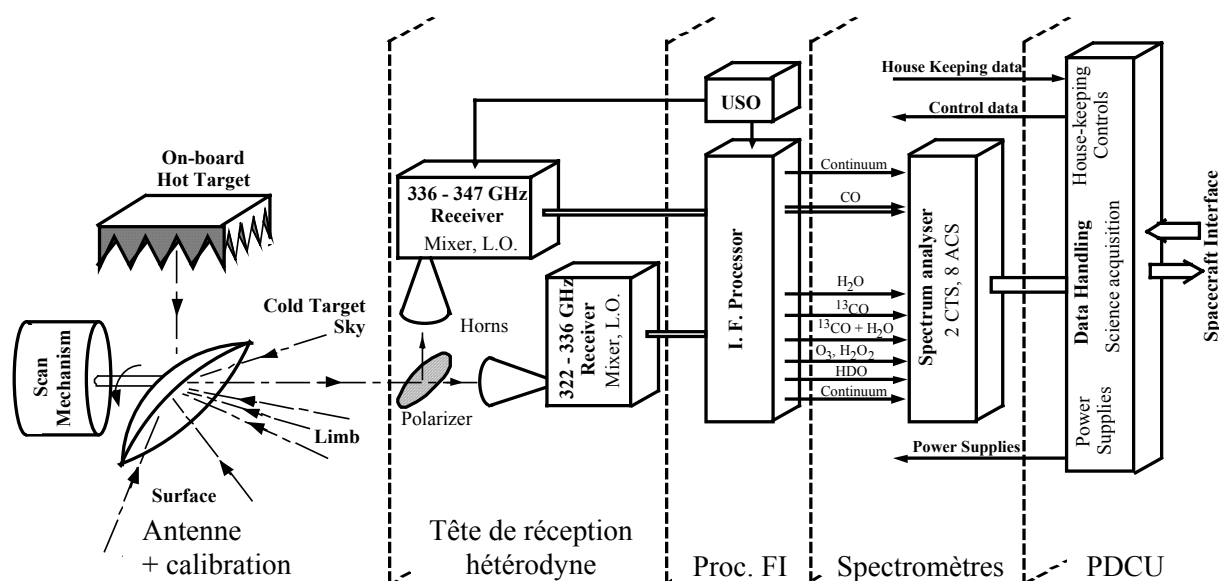 On-board
Hot Target
Cold Target
Sky
Scan
Mechanism
Limb
Surface
Antenne
+ calibration
336 - 347 GHz
Receiver
Mixer, L.O.
Horns
Polarizer
322 - 336 GHz
Receiver
Mixer, L.O.
Tête de réception
hétérodyne
USO
I. F. Processor
Proc. FI
House Keeping data
Control data
Continuum
CO
H₂O
¹³CO
¹³CO + H₂O
O₃, H₂O₂
HDO
Continuum
Power Supplies
Spectrum analyser
2 CTS, 8 ACS
Spectromètres
House-keeping
Controls
Data Handling
Science acquisition
Power
Supplies
PDCU
Spacecraft Interface